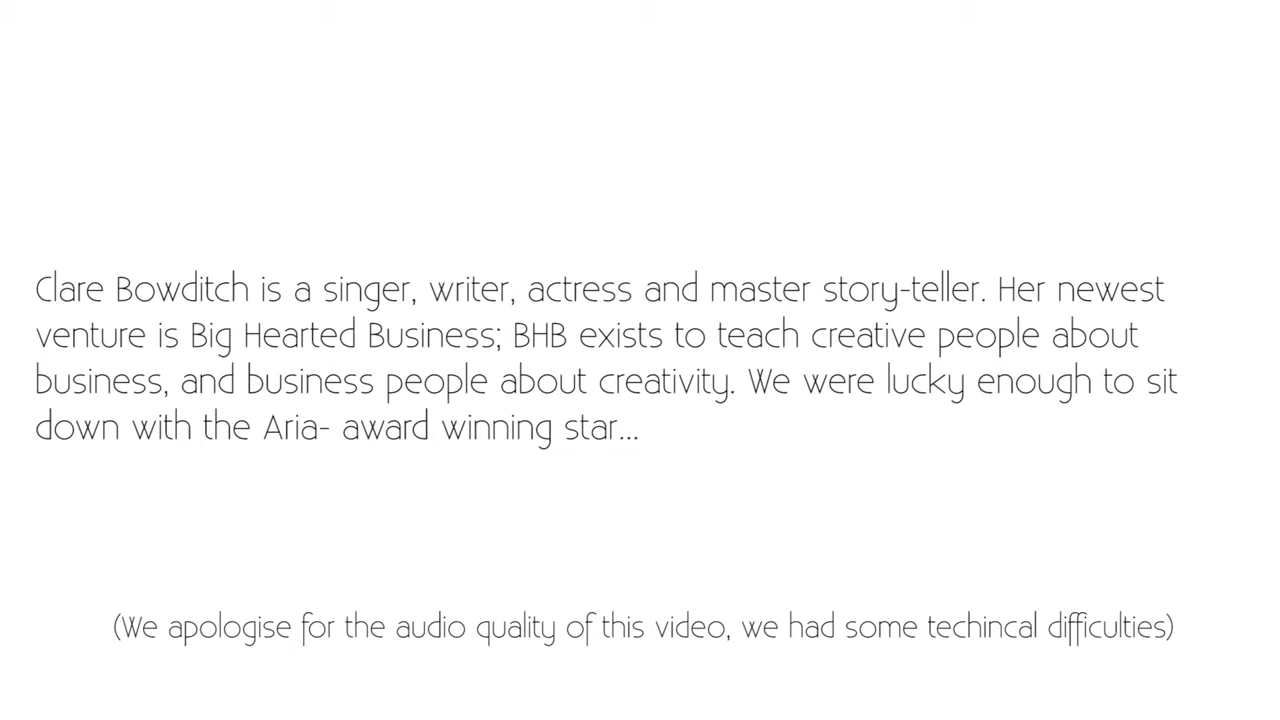 Clare Bowditch is a singer, writer, actress and master story-teller. Her newest
venture is Big Hearted Business; BHB exists to teach creative people about
business, and business people about creativity. We were lucky enough to sit
down with the Aria- award winning star...
(We apologise for the audio quality of this video, we had some techincal difficulties)